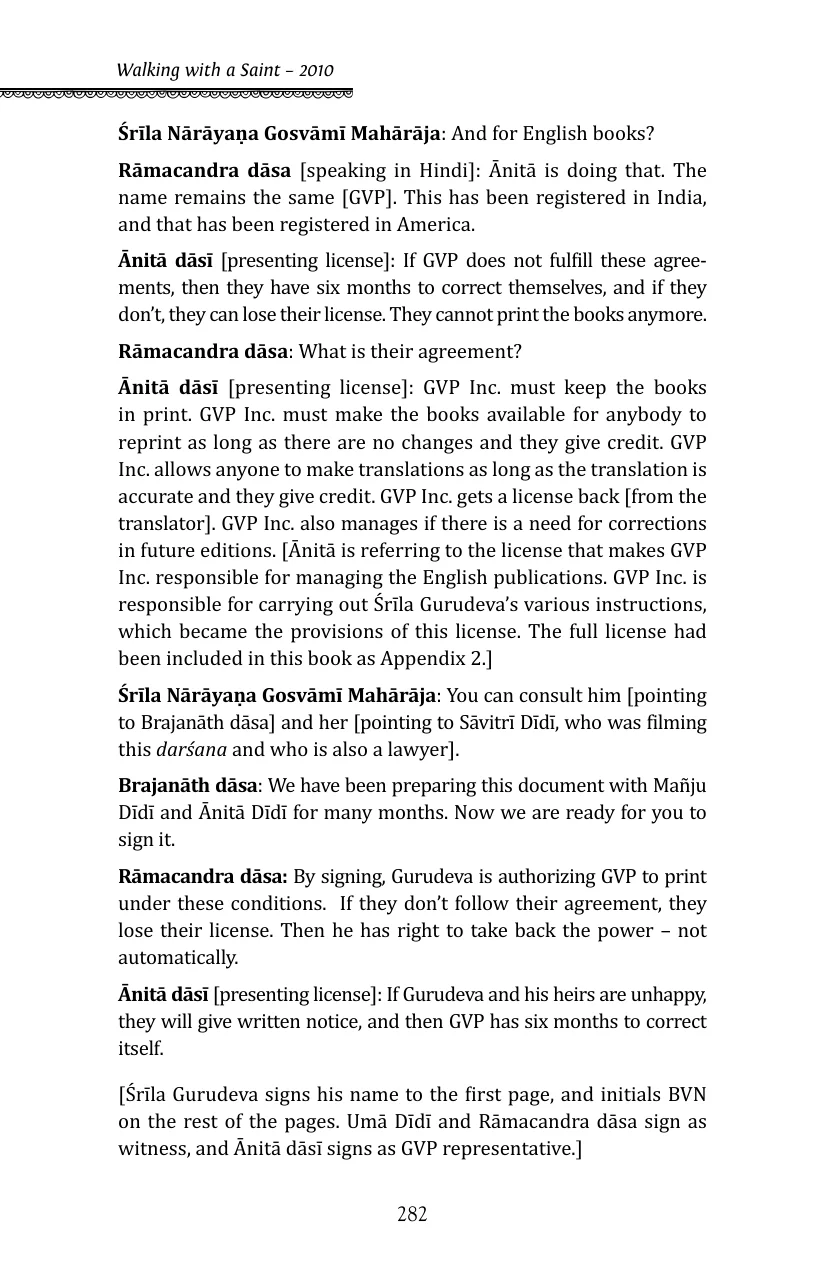 Walking with a Saint – 2010
Śrīla Nārāyaṇa Gosvāmī Mahārāja: And for English books?
Rāmacandra dāsa [speaking in Hindi]: Ānitā is doing that. The
name remains the same [GVP]. This has been registered in India,
and that has been registered in America.
Ānitā dāsī [presenting license]: If GVP does not fulfill these agree-
ments, then they have six months to correct themselves, and if they
don’t, they can lose their license. They cannot print the books anymore.
Rāmacandra dāsa: What is their agreement?
Ānitā dāsī [presenting license]: GVP Inc. must keep the books
in print. GVP Inc. must make the books available for anybody to
reprint as long as there are no changes and they give credit. GVP
Inc. allows anyone to make translations as long as the translation is
accurate and they give credit. GVP Inc. gets a license back [from the
translator]. GVP Inc. also manages if there is a need for corrections
in future editions. [Ānitā is referring to the license that makes GVP
Inc. responsible for managing the English publications. GVP Inc. is
responsible for carrying out Śrīla Gurudeva’s various instructions,
which became the provisions of this license. The full license had
been included in this book as Appendix 2.]
Śrīla Nārāyaṇa Gosvāmī Mahārāja: You can consult him [pointing
to Brajanāth dāsa] and her [pointing to Sāvitrī Dīdī, who was filming
this darśana and who is also a lawyer].
Brajanāth dāsa: We have been preparing this document with Mañju
Dīdī and Ānitā Dīdī for many months. Now we are ready for you to
sign it.
Rāmacandra dāsa: By signing, Gurudeva is authorizing GVP to print
under these conditions.  If they don’t follow their agreement, they
lose their license. Then he has right to take back the power – not
automatically.
Ānitā dāsī [presenting license]: If Gurudeva and his heirs are unhappy,
they will give written notice, and then GVP has six months to correct
itself.
[Śrīla Gurudeva signs his name to the first page, and initials BVN
on the rest of the pages. Umā Dīdī and Rāmacandra dāsa sign as
witness, and Ānitā dāsī signs as GVP representative.]
282